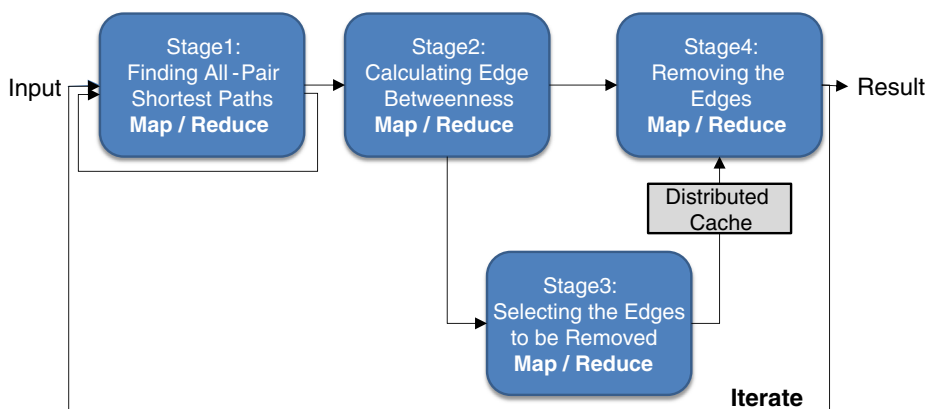 Input
Stage1:
Finding All-Pair
Shortest Paths
Map / Reduce
Stage2:
Calculating Edge
Betweenness
Map / Reduce
Stage4:
Removing the
Edges
Map / Reduce
Result
Distributed
Cache
Stage3:
Selecting the Edges
to be Removed
Map / Reduce
Iterate